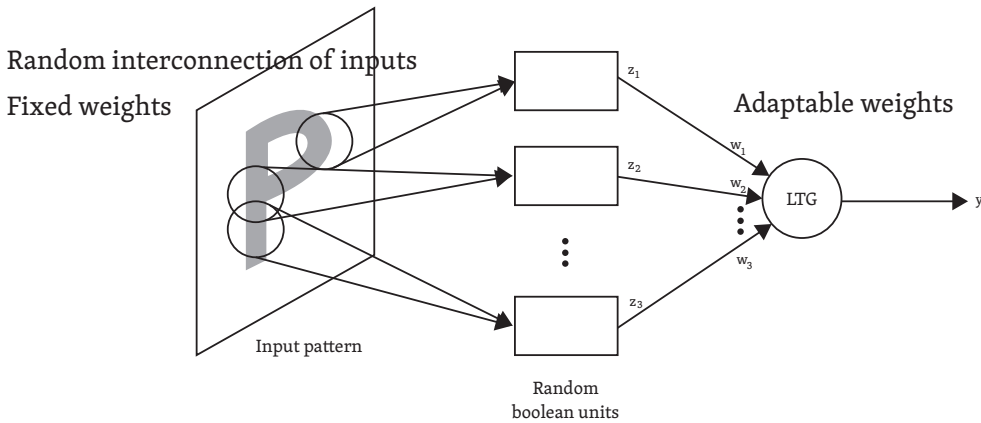 Random interconnection of inputs
Fixed weights
P
Input pattern
Random
boolean units
z1
z2
z3
Adaptable weights
w1
w2
w3
LTG
y